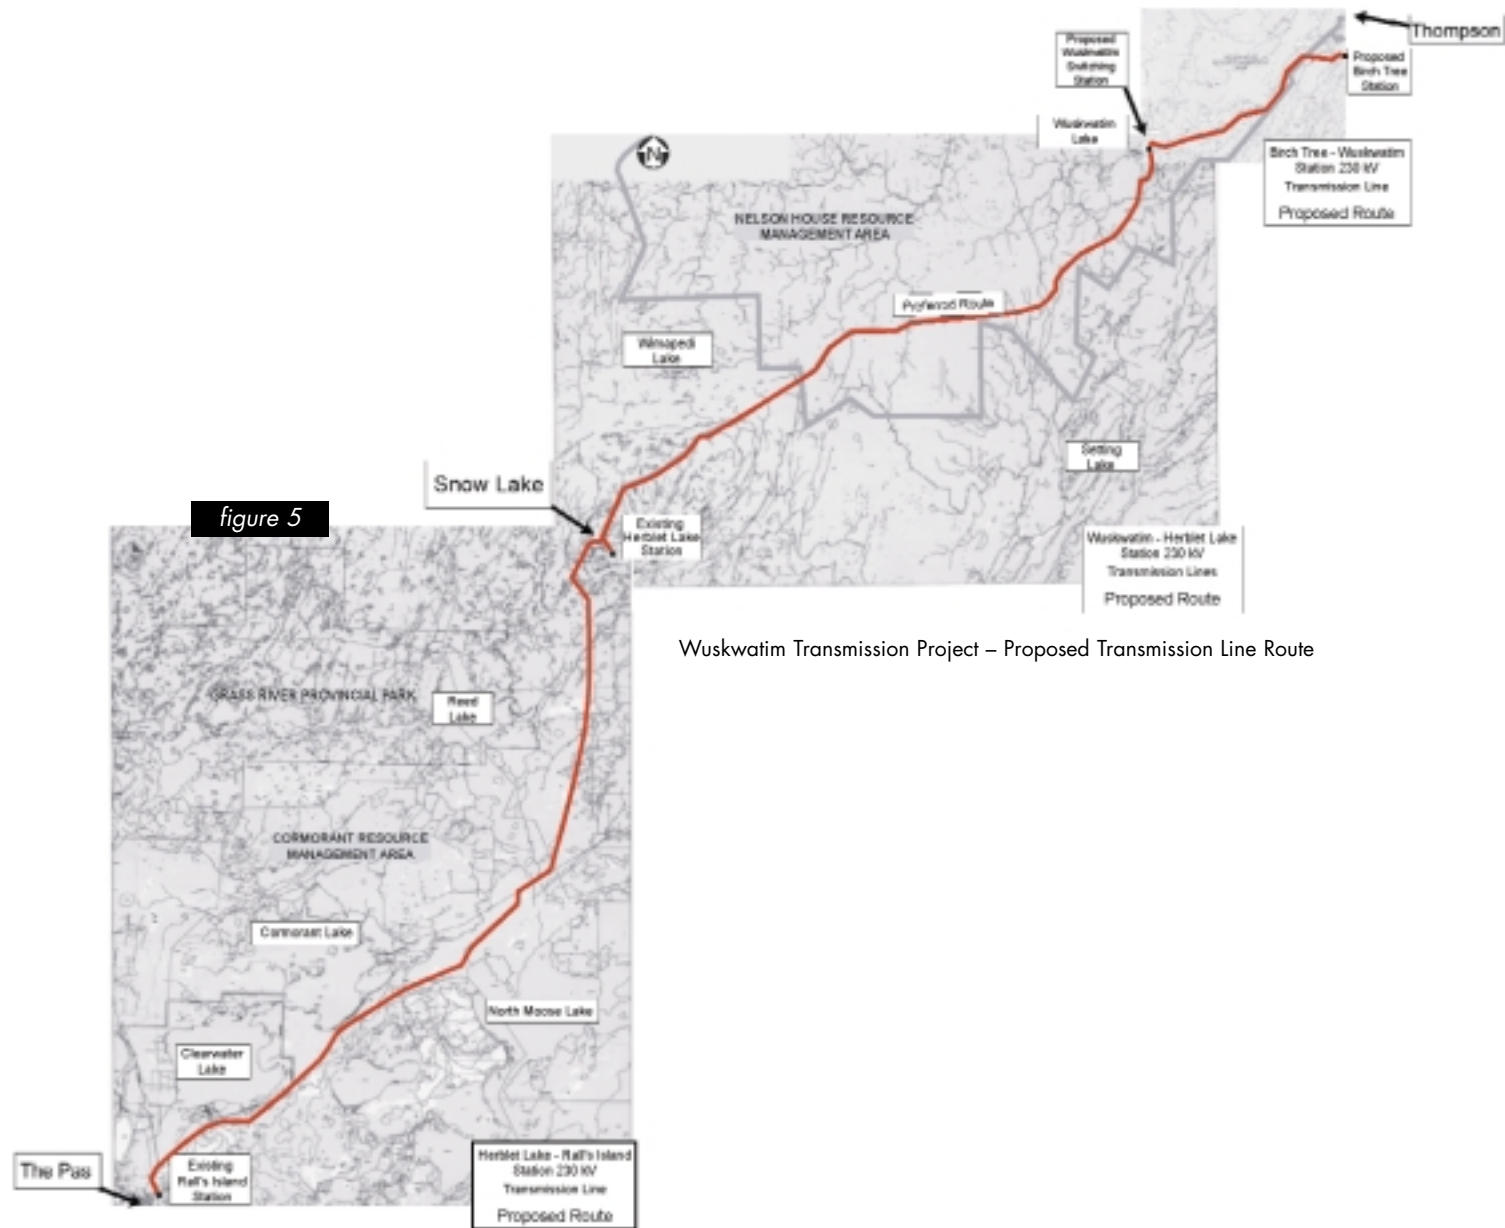 Thompson
Proposed
Wuskwatim
Switching
Station
Proposed
Birch Tree
Station
Wuskwatim
Lake
Birch Tree - Wuskwatim
Station 230 kV
Transmission Line
Proposed Route
N
NELSON HOUSE RESOURCE
MANAGEMENT AREA
Preferred Route
Wimapedi
Lake
Setting
Lake
Snow Lake
figure 5
Existing
Herblet Lake
Station
Wuskwatim - Herblet Lake
Station 230 kV
Transmission Lines
Proposed Route
Wuskwatim Transmission Project – Proposed Transmission Line Route
GRASS RIVER PROVINCIAL PARK
Reed
Lake
CORMORANT RESOURCE
MANAGEMENT AREA
Cormorant Lake
North Moose Lake
Clearwater
Lake
The Pas
Existing
Rall's Island
Station
Herblet Lake - Rall's Island
Station 230 kV
Transmission Line
Proposed Route